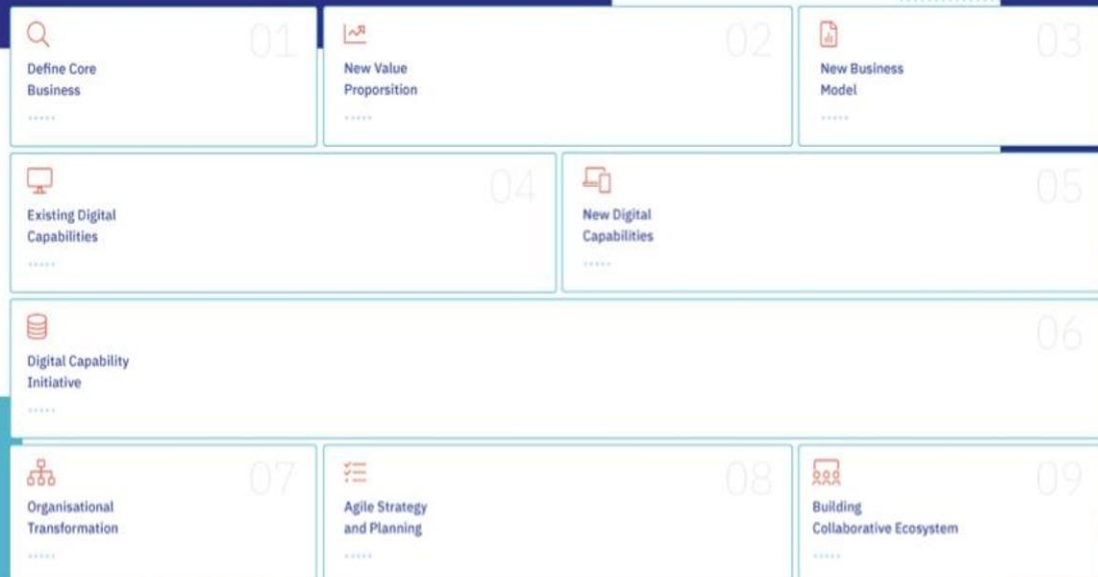 01
Define Core
Business
02
New Value
Proporsition
03
New Business
Model
04
Existing Digital
Capabilities
05
New Digital
Capabilities
06
Digital Capability
Initiative
07
Organisational
Transformation
08
Agile Strategy
and Planning
09
Building
Collaborative Ecosystem